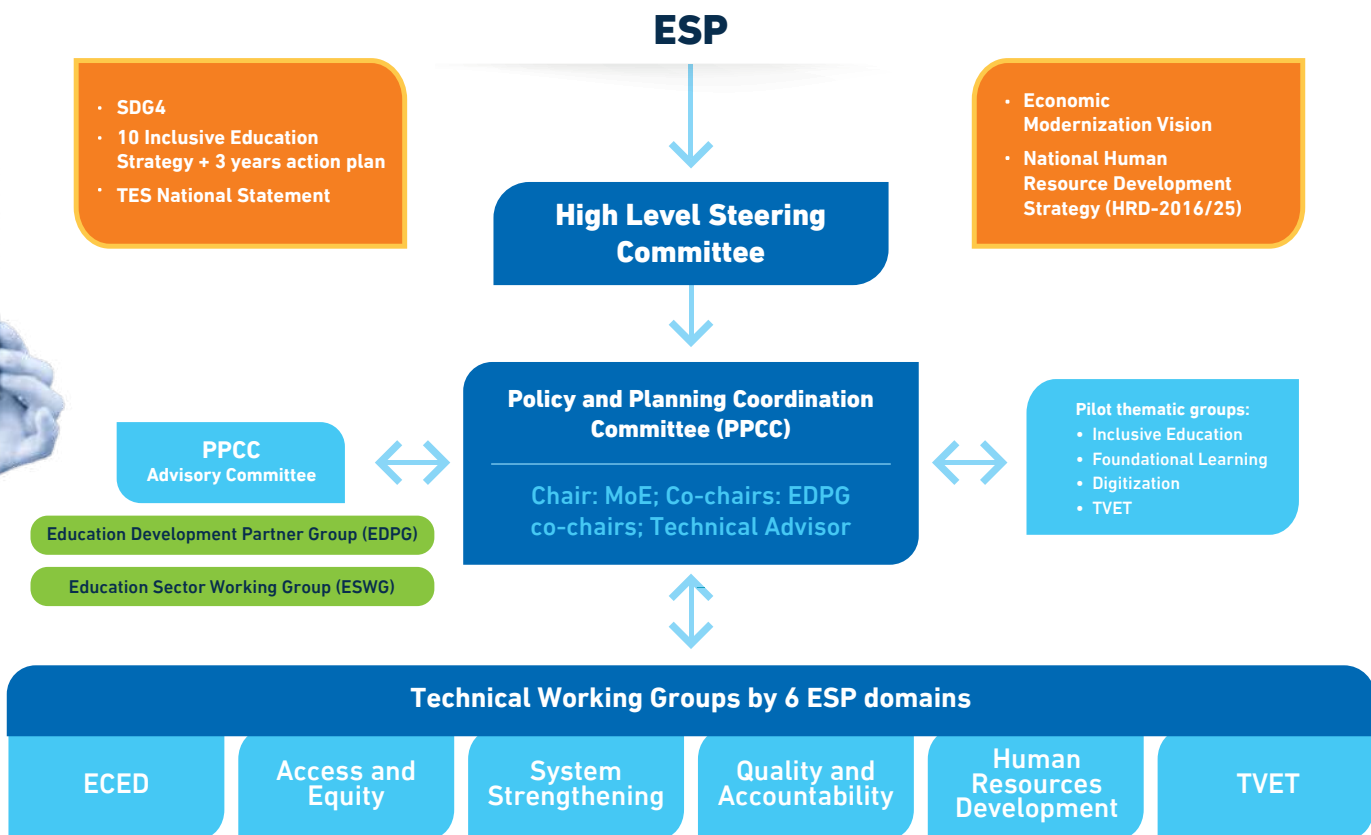 ESP
· SDG4
· 10 Inclusive Education
Strategy + 3 years action plan
· TES National Statement
· Economic
Modernization Vision
· National Human
Resource Development
Strategy (HRD-2016/25)
High Level Steering
Committee
Policy and Planning Coordination
Committee (PPCC)
Chair: MoE; Co-chairs: EDPG
co-chairs; Technical Advisor
PPCC
Advisory Committee
Education Development Partner Group (EDPG)
Education Sector Working Group (ESWG)
Pilot thematic groups:
• Inclusive Education
• Foundational Learning
• Digitization
• TVET
Technical Working Groups by 6 ESP domains
ECED
Access and
Equity
System
Strengthening
Quality and
Accountability
Human
Resources
Development
TVET